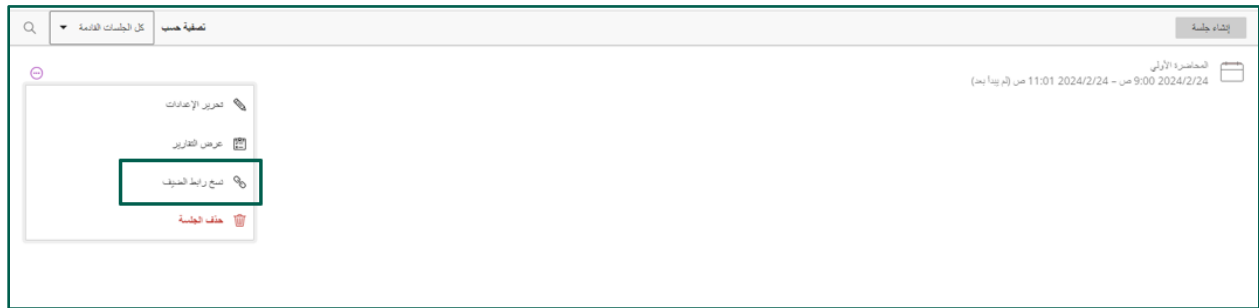 إنشاء جلسة
تصفية حسب كل الجلسات القادمة
المحاضرة الأولي
2024/2/24 9:00 ص – 2024/2/24 11:01 ص (لم يبدأ بعد)
تحرير الإعدادات
عرض التقارير
نسخ رابط الضيف
حذف الجلسة